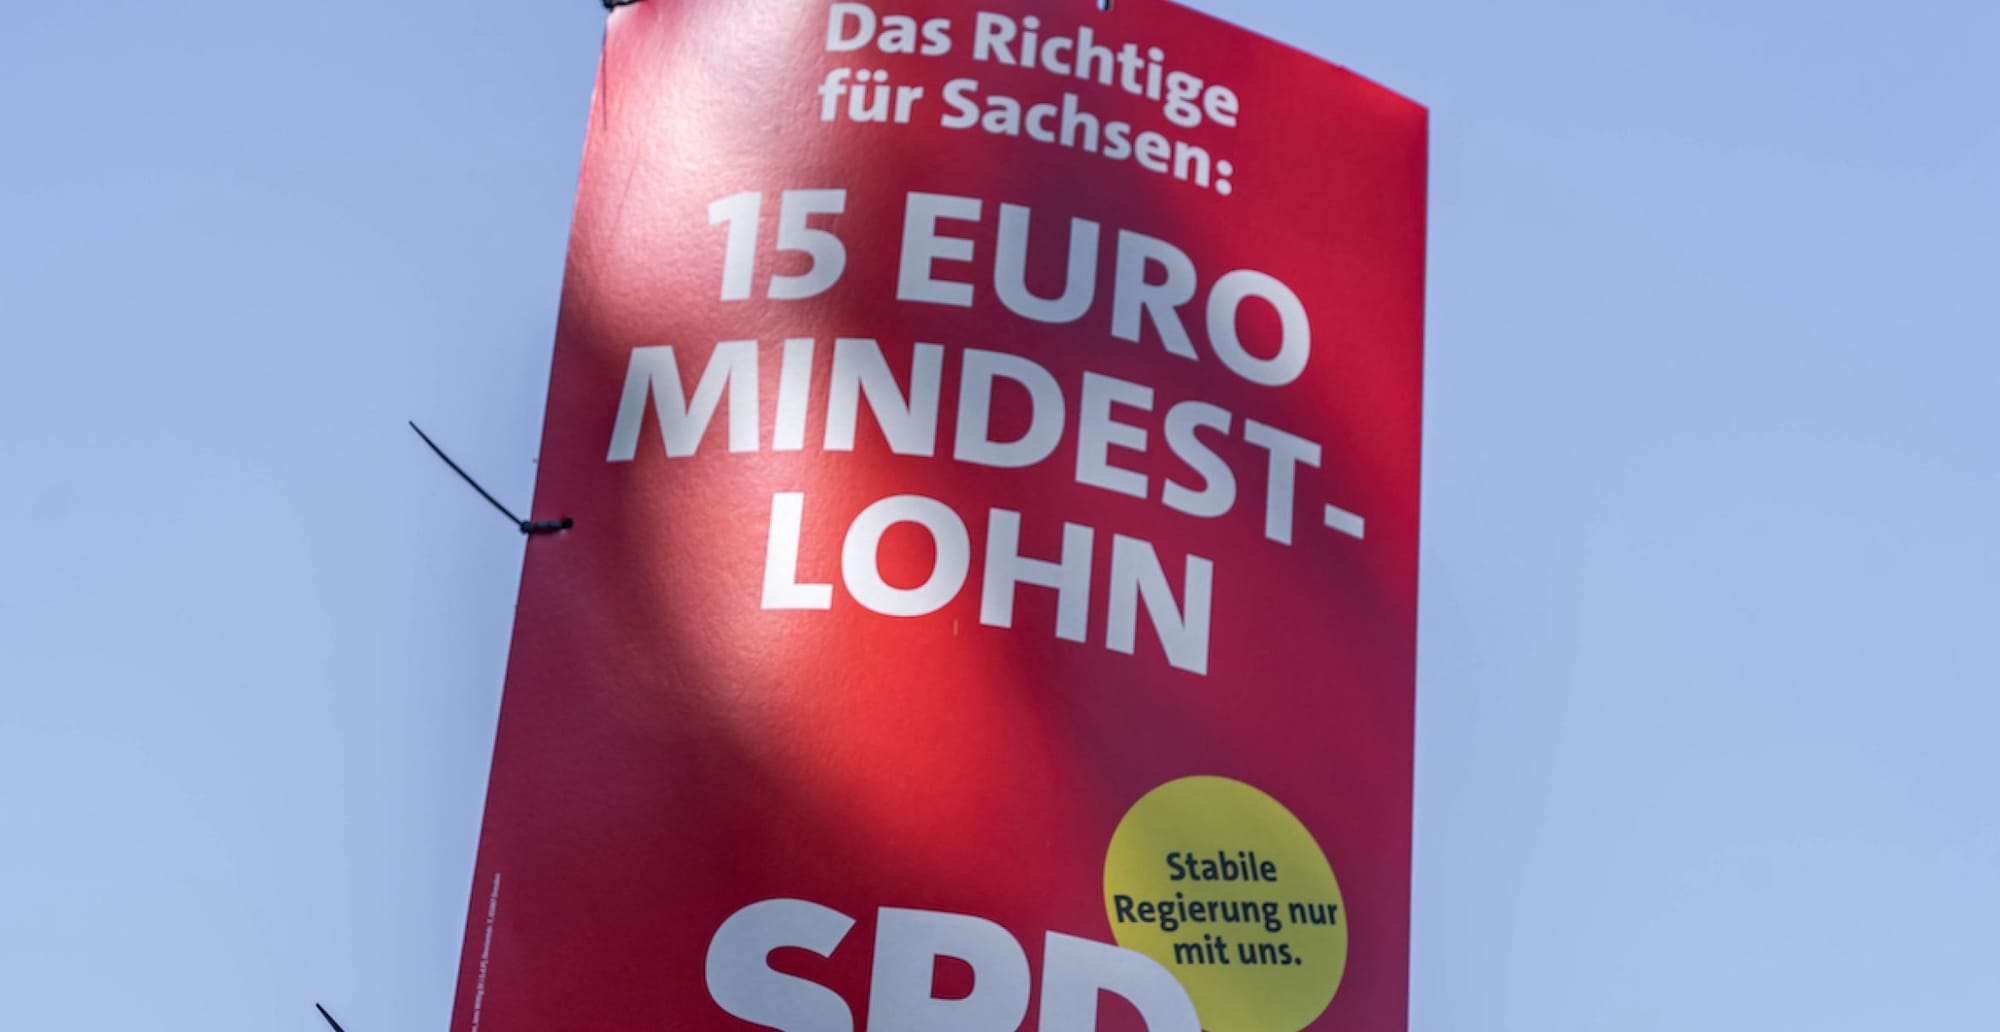 Das Richtige
für Sachsen:
15 EURO
MINDEST-
LOHN
Stabile
Regierung nur
mit uns.
SPD